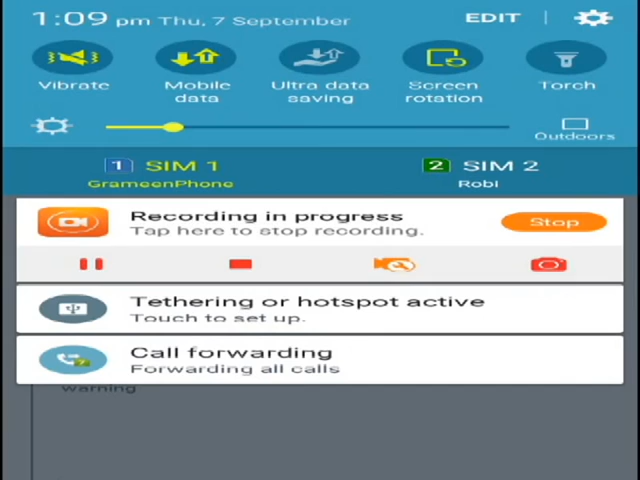 1:09 pm Thu, 7 September EDIT
Vibrate Mobile data Ultra data saving Screen rotation Torch
Outdoors
1 SIM 1 2 SIM 2
GrameenPhone Robi
Recording in progress Stop
Tap here to stop recording.
Tethering or hotspot active
Touch to set up.
Call forwarding
Forwarding all calls
warning